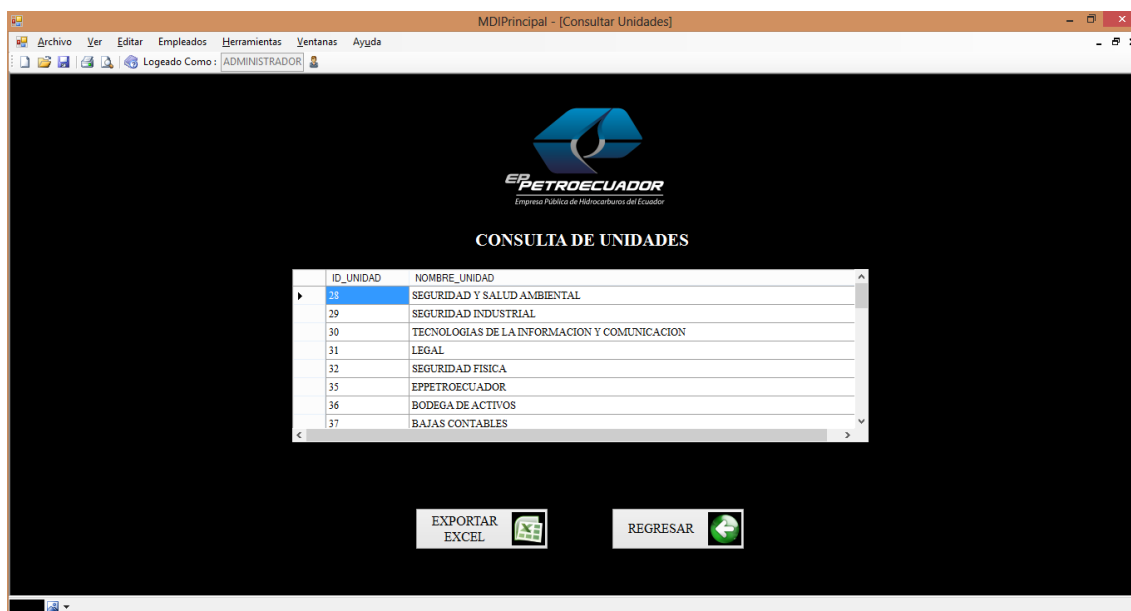 MDIPrincipal - [Consultar Unidades]
Archivo Ver Editar Empleados Herramientas Ventanas Ayuda
Logeado Como : ADMINISTRADOR
EP PETROECUADOR
Empresa Pública de Hidrocarburos del Ecuador
CONSULTA DE UNIDADES
ID_UNIDAD NOMBRE_UNIDAD
28 SEGURIDAD Y SALUD AMBIENTAL
29 SEGURIDAD INDUSTRIAL
30 TECNOLOGIAS DE LA INFORMACION Y COMUNICACION
31 LEGAL
32 SEGURIDAD FISICA
35 EPPETROECUADOR
36 BODEGA DE ACTIVOS
37 BAJAS CONTABLES
EXPORTAR
EXCEL
REGRESAR